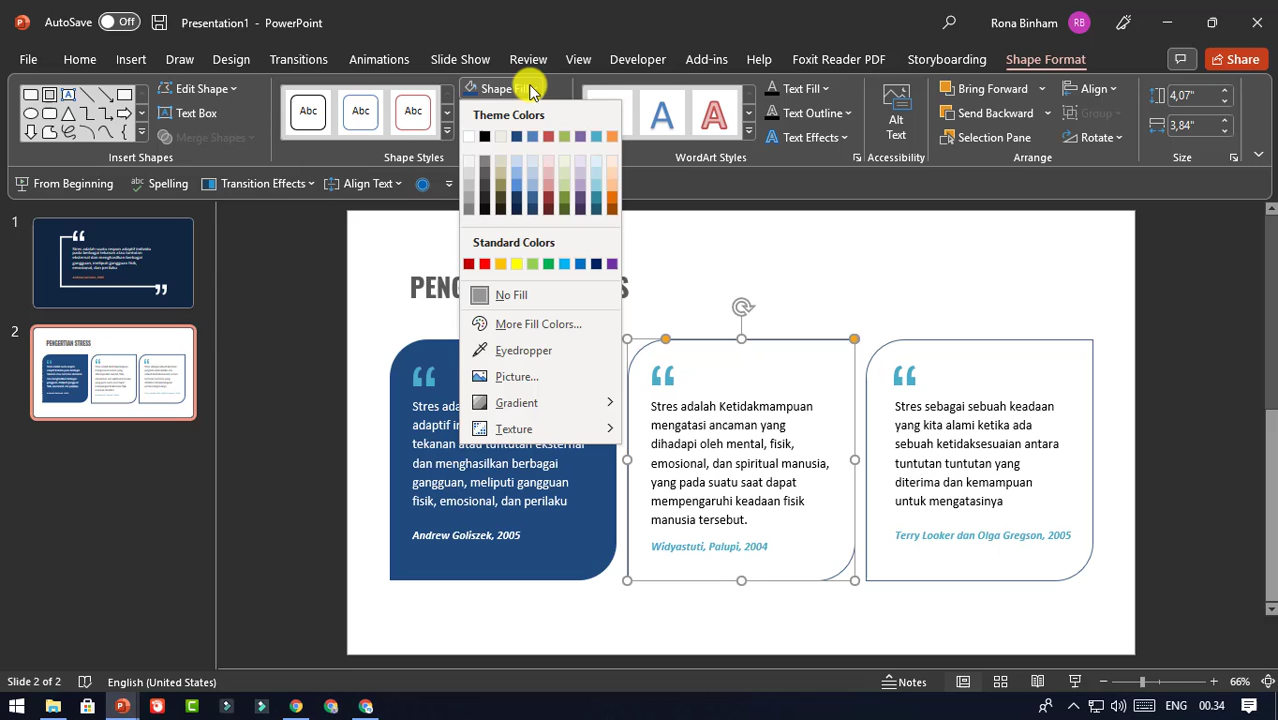 AutoSave Off Presentation1 - PowerPoint Rona Binham RB
File Home Insert Draw Design Transitions Animations Slide Show Review View Developer Help Add-ins Foxit Reader PDF Storyboarding Shape Format Share
Edit Shape
Text Box
Merge Shapes
Insert Shapes
Abc Abc Abc
Shape Styles
Shape Fill
Theme Colors
Standard Colors
No Fill
More Fill Colors...
Eyedropper
Picture...
Gradient
Texture
A A
WordArt Styles
Text Fill
Text Outline
Text Effects
Alt
Text
Accessibility
Bring Forward
Send Backward
Selection Pane
Align
Group
Rotate
Arrange
4,07"
3,84"
Size
From Beginning Spelling Transition Effects Align Text
1
2
PENGERTIAN STRESS
“
Stres adalah Ketidakmampuan
mengatasi ancaman yang
dihadapi oleh mental, fisik,
emosional, dan spiritual manusia,
yang pada suatu saat dapat
mempengaruhi keadaan fisik
manusia tersebut.
Widyastuti, Palupi, 2004
“
Stres sebagai sebuah keadaan
yang kita alami ketika ada
sebuah ketidaksesuaian antara
tuntutan tuntutan yang
diterima dan kemampuan
untuk mengatasinya
Terry Looker dan Olga Gregson, 2005
“
Stres
adaptif
tekanan atau tuntutan eksternal
dan menghasilkan berbagai
gangguan, meliputi gangguan
fisik, emosional, dan perilaku
Andrew Goliszek, 2005
Slide 2 of 2 English (United States) Notes 66%
ENG 00.34